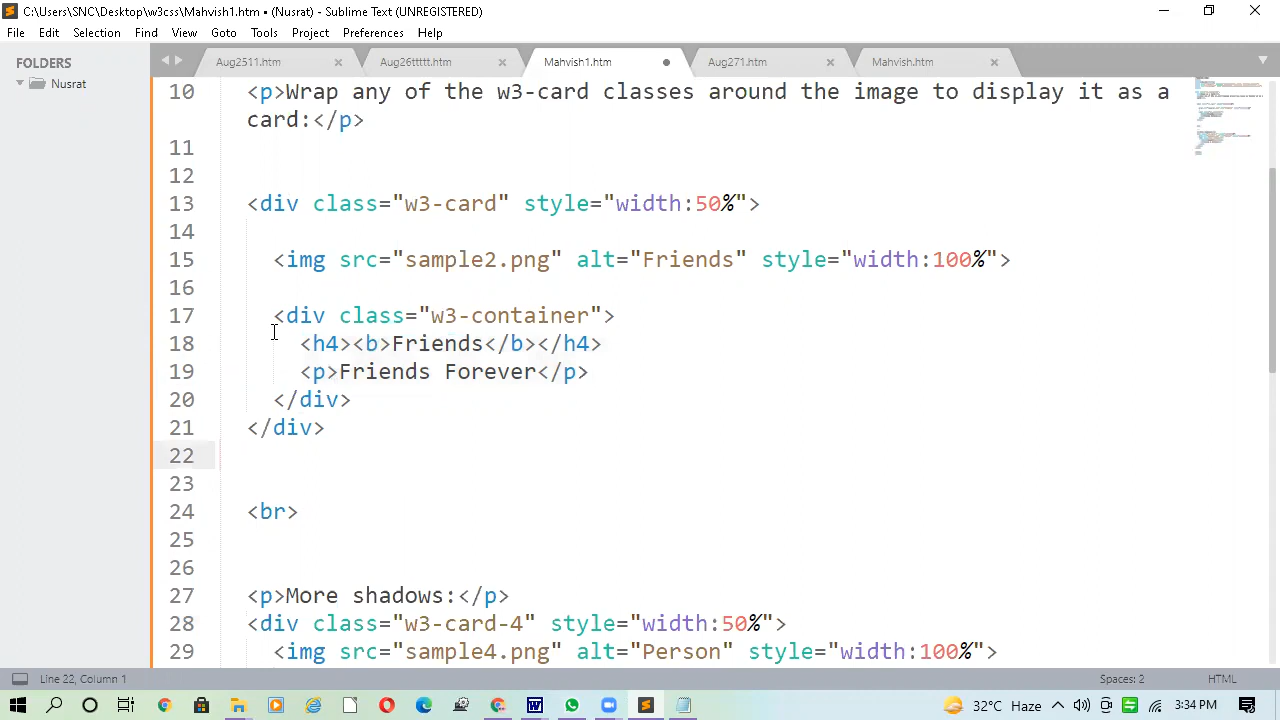 C:\Users\SNC\Desktop\w3css\Mahvish1.htm • (Nusrat) - Sublime Text (UNREGISTERED)
File Edit Selection Find View Goto Tools Project Preferences Help
FOLDERS
Nusrat
Aug2511.htm Aug26ttttt.htm Mahvish1.htm Aug271.htm Mahvish.htm
10 <p>Wrap any of the w3-card classes around the image to display it as a
card:</p>
11
12
13 <div class="w3-card" style="width:50%">
14
15 <img src="sample2.png" alt="Friends" style="width:100%">
16
17 <div class="w3-container">
18 <h4><b>Friends</b></h4>
19 <p>Friends Forever</p>
20 </div>
21 </div>
22
23
24 <br>
25
26
27 <p>More shadows:</p>
28 <div class="w3-card-4" style="width:50%">
29 <img src="sample4.png" alt="Person" style="width:100%">
Line 22, Column 1 Spaces: 2 HTML
32°C Haze 3:34 PM